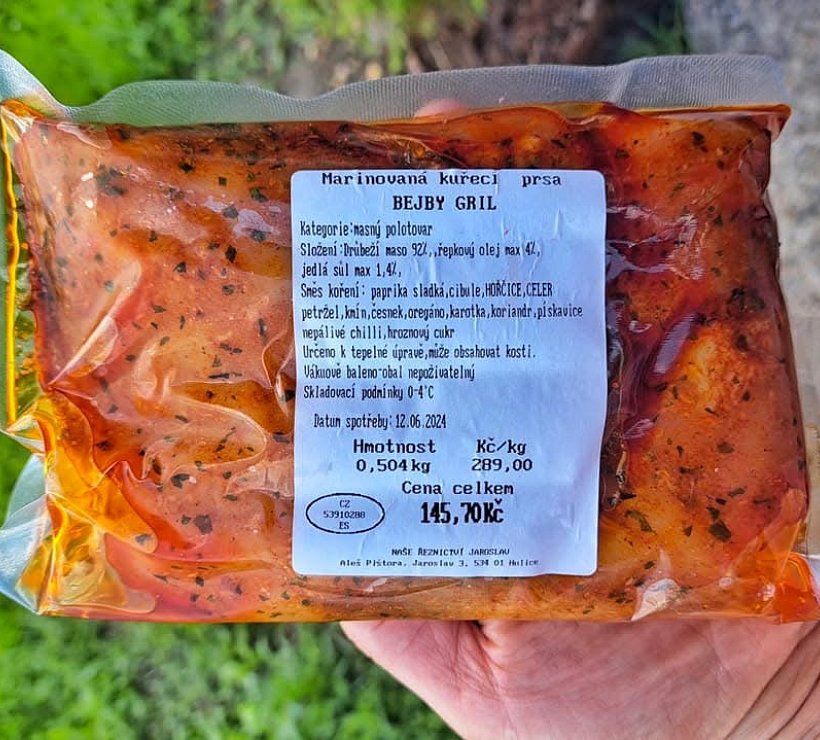 Marinovaná kuřecí prsa
BEJBY GRIL
Kategorie:masný polotovar
Složení:Drůbeží maso 92%,,řepkový olej max 4%,
jedlá sůl max 1,4%,
Směs koření: paprika sladká,cibule,HOŘČICE,CELER
petržel,kmín,česnek,oregáno,karotka,koriandr,pískavice
nepálivé chilli,hroznový cukr
Určeno k tepelné úpravě,může obsahovat kosti.
Vákuově baleno-obal nepoživatelný
Skladovací podmínky 0-4°C
Datum spotřeby:12.06.2024
Hmotnost Kč/kg
0,504kg 289,00
Cena celkem
145,70Kč
CZ
53910288
ES
NAŠE ŘEZNICTVÍ JAROSLAV
Aleš Pištora, Jaroslav 3, 534 01 Holice